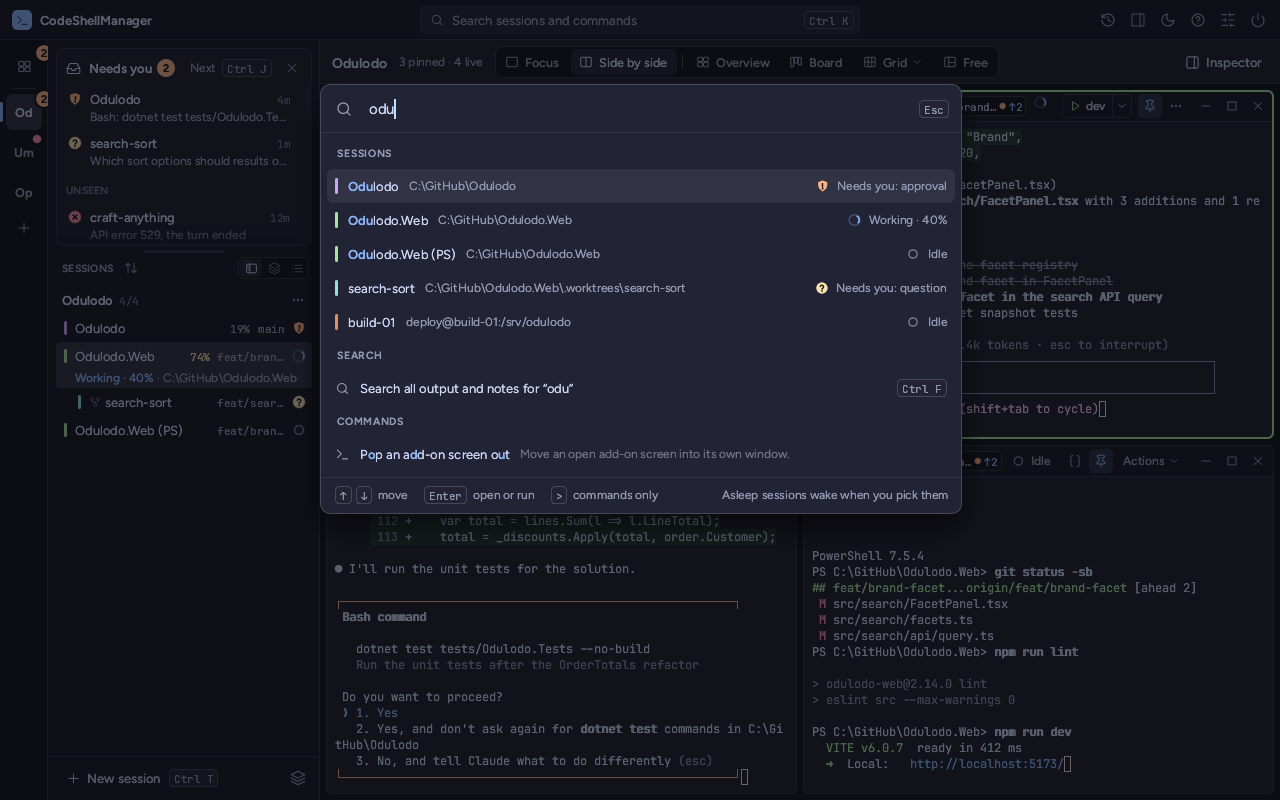 CodeShellManager
Search sessions and commands
Ctrl K
2
Od
2
Um
Op
Needs you 2 Next Ctrl J
Odulodo 4m
Bash: dotnet test tests/Odulodo.Te…
search-sort 1m
Which sort options should results o…
UNSEEN
craft-anything 12m
API error 529, the turn ended
SESSIONS
Odulodo 4/4
Odulodo 19% main
Odulodo.Web 74% feat/bran…
Working · 40% · C:\GitHub\Odulodo.Web
search-sort feat/sear…
Odulodo.Web (PS) feat/bran…
New session Ctrl T
Odulodo 3 pinned · 4 live
Focus Side by side Overview Board Grid Free
Inspector
odu
Esc
SESSIONS
Odulodo C:\GitHub\Odulodo Needs you: approval
Odulodo.Web C:\GitHub\Odulodo.Web Working · 40%
Odulodo.Web (PS) C:\GitHub\Odulodo.Web Idle
search-sort C:\GitHub\Odulodo.Web\.worktrees\search-sort Needs you: question
build-01 deploy@build-01:/srv/odulodo Idle
SEARCH
Search all output and notes for “odu” Ctrl F
COMMANDS
Pop an add-on screen out Move an open add-on screen into its own window.
↑ ↓ move Enter open or run > commands only Asleep sessions wake when you pick them
brand… ↑2 dev
"Brand",
20,
acetPanel.tsx)
ch/FacetPanel.tsx with 3 additions and 1 re
he facet registry
nd facet in FacetPanel
facet in the search API query
et snapshot tests
.4k tokens · esc to interrupt)
(shift+tab to cycle)
a… ↑2 Idle {} Actions
112 + var total = lines.Sum(l => l.LineTotal);
113 + total = _discounts.Apply(total, order.Customer);
● I'll run the unit tests for the solution.
Bash command
dotnet test tests/Odulodo.Tests --no-build
Run the unit tests after the OrderTotals refactor
Do you want to proceed?
❯ 1. Yes
2. Yes, and don't ask again for dotnet test commands in C:\Gi
tHub\Odulodo
3. No, and tell Claude what to do differently (esc)
PowerShell 7.5.4
PS C:\GitHub\Odulodo.Web> git status -sb
## feat/brand-facet...origin/feat/brand-facet [ahead 2]
M src/search/FacetPanel.tsx
M src/search/facets.ts
M src/search/api/query.ts
PS C:\GitHub\Odulodo.Web> npm run lint
> odulodo-web@2.14.0 lint
> eslint src --max-warnings 0
PS C:\GitHub\Odulodo.Web> npm run dev
VITE v6.0.7 ready in 412 ms
➜ Local: http://localhost:5173/